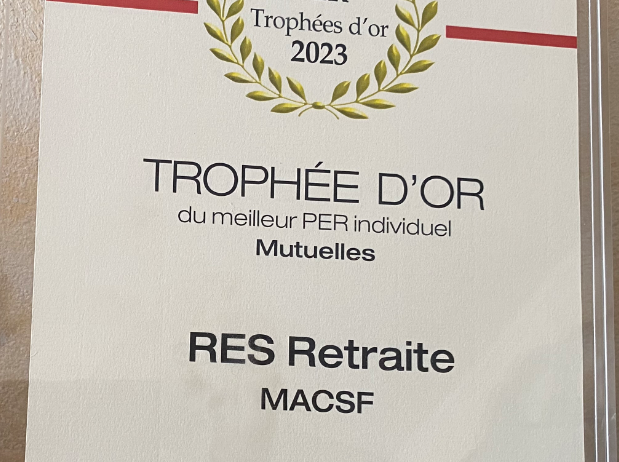 Trophées d'or
2023
TROPHÉE D'OR
du meilleur PER individuel
Mutuelles
RES Retraite
MACSF